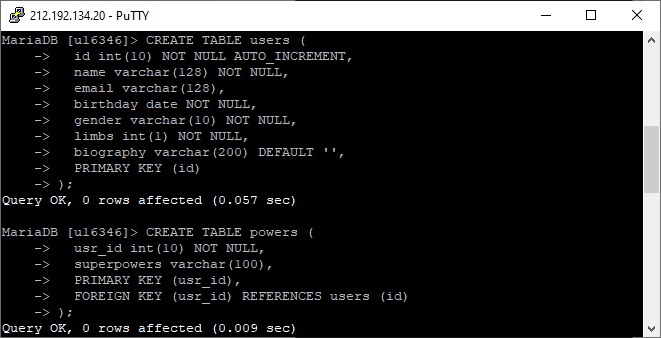 212.192.134.20 - PuTTY
MariaDB [u16346]> CREATE TABLE users (
    -> id int(10) NOT NULL AUTO_INCREMENT,
    -> name varchar(128) NOT NULL,
    -> email varchar(128),
    -> birthday date NOT NULL,
    -> gender varchar(10) NOT NULL,
    -> limbs int(1) NOT NULL,
    -> biography varchar(200) DEFAULT '',
    -> PRIMARY KEY (id)
    -> );
Query OK, 0 rows affected (0.057 sec)
MariaDB [u16346]> CREATE TABLE powers (
    -> usr_id int(10) NOT NULL,
    -> superpowers varchar(100),
    -> PRIMARY KEY (usr_id),
    -> FOREIGN KEY (usr_id) REFERENCES users (id)
    -> );
Query OK, 0 rows affected (0.009 sec)